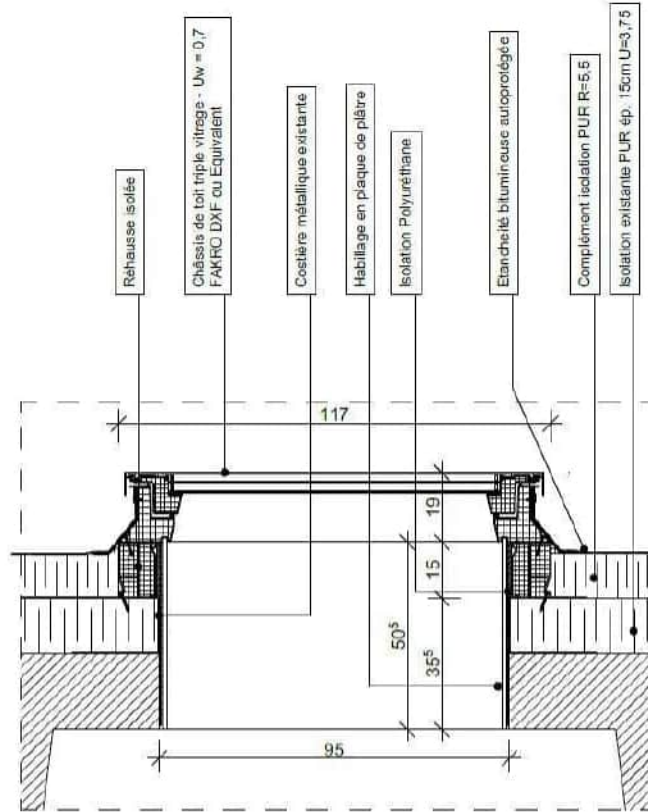 Réhausse isolée
Châssis de toit triple vitrage - Uw = 0,7
FAKRO DXF ou Equivalent
Costière métallique existante
Habillage en plaque de plâtre
Isolation Polyuréthane
Etancheité bitumineuse autoprotégée
Complément isolation PUR R=5,5
Isolation existante PUR ép. 15cm U=3,75
117
19
15
50⁵
35⁵
95